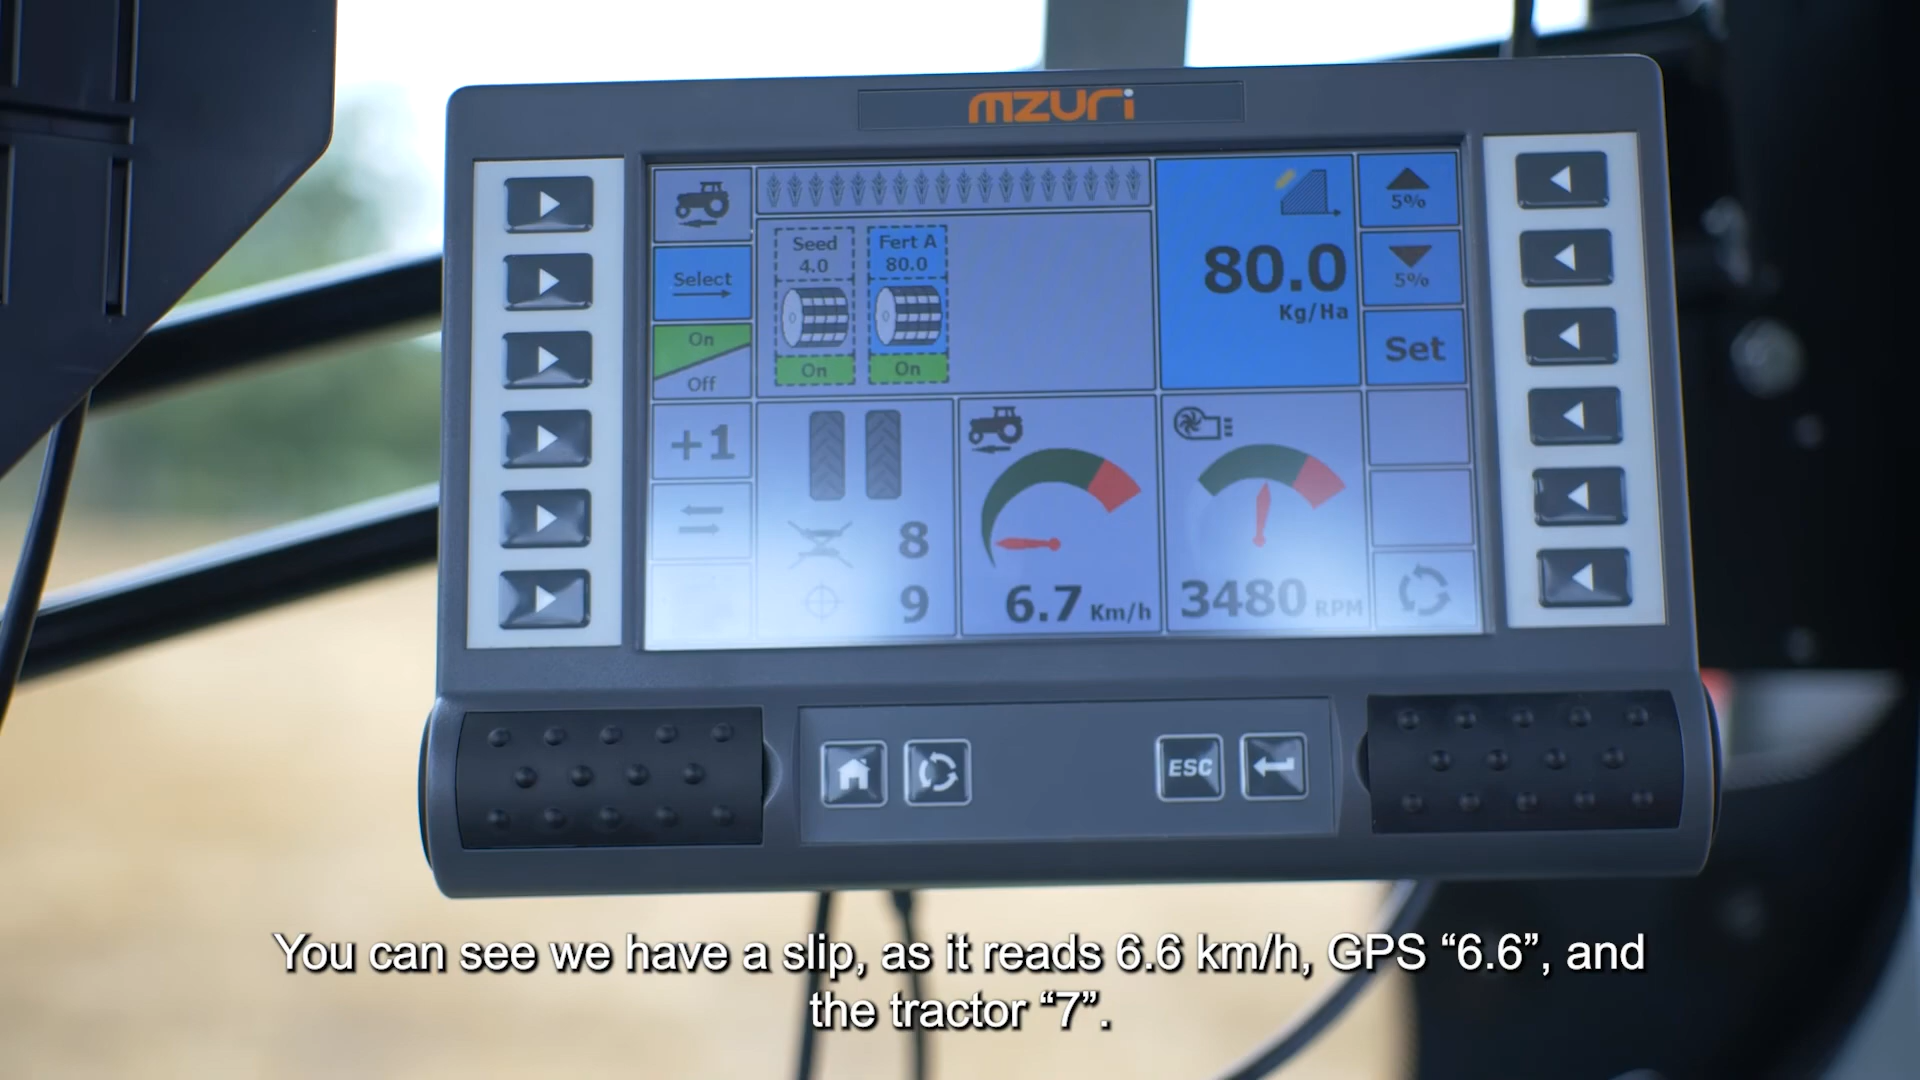 mzuri
Seed
4.0
Fert A
80.0
On
On
Select
On
Off
+1
80.0
Kg/Ha
5%
5%
Set
8
9
6.7 Km/h
3480 RPM
ESC
You can see we have a slip, as it reads 6.6 km/h, GPS “6.6”, and
the tractor “7”.